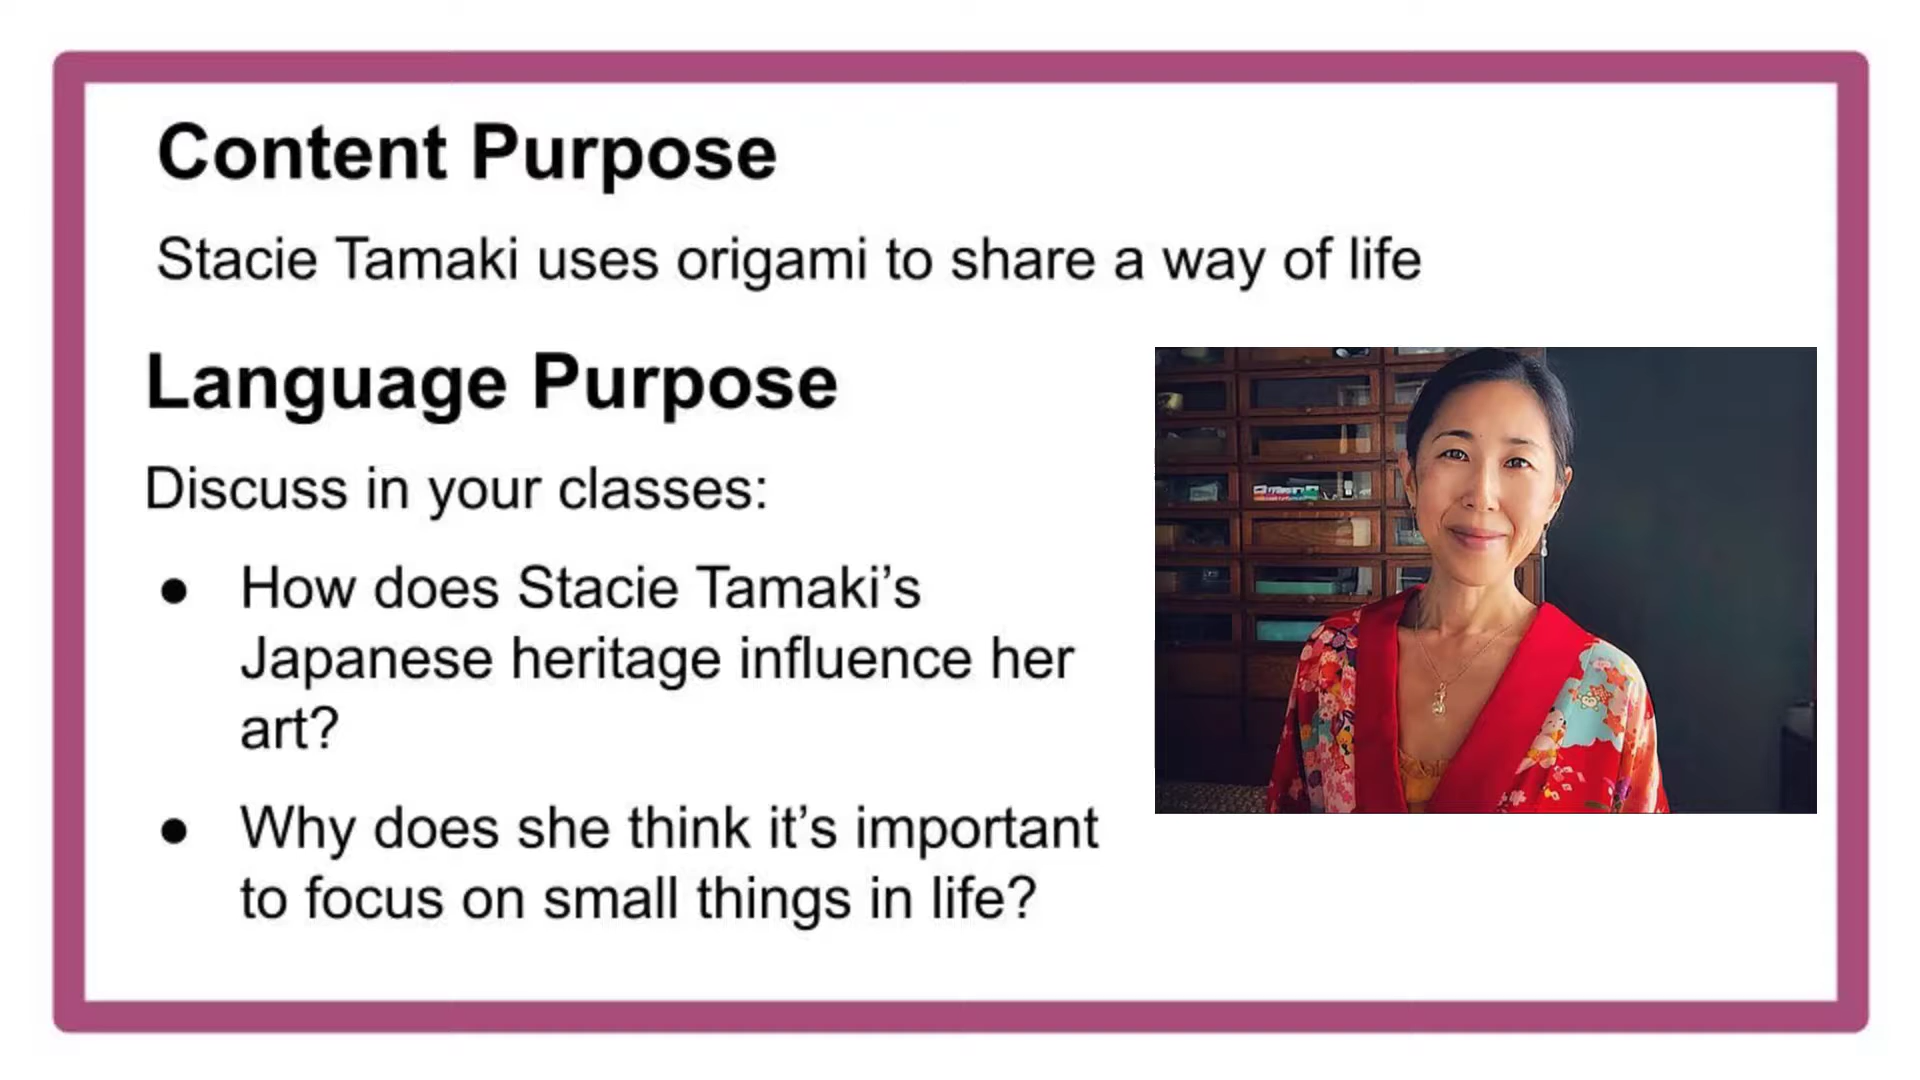 Content Purpose
Stacie Tamaki uses origami to share a way of life
Language Purpose
Discuss in your classes:
● How does Stacie Tamaki’s
Japanese heritage influence her
art?
● Why does she think it’s important
to focus on small things in life?